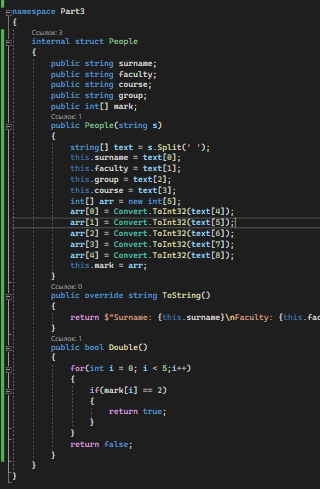 namespace Part3
{
Ссылок: 3
internal struct People
{
public string surname;
public string faculty;
public string course;
public string group;
public int[] mark;
Ссылок: 1
public People(string s)
{
string[] text = s.Split(' ');
this.surname = text[0];
this.faculty = text[1];
this.group = text[2];
this.course = text[3];
int[] arr = new int[5];
arr[0] = Convert.ToInt32(text[4]);
arr[1] = Convert.ToInt32(text[5]);
arr[2] = Convert.ToInt32(text[6]);
arr[3] = Convert.ToInt32(text[7]);
arr[4] = Convert.ToInt32(text[8]);
this.mark = arr;
}
Ссылок: 0
public override string ToString()
{
return $"Surname: {this.surname}\nFaculty: {this.fac
}
Ссылок: 1
public bool Double()
{
for(int i = 0; i < 5;i++)
{
if(mark[i] == 2)
{
return true;
}
}
return false;
}
}
}